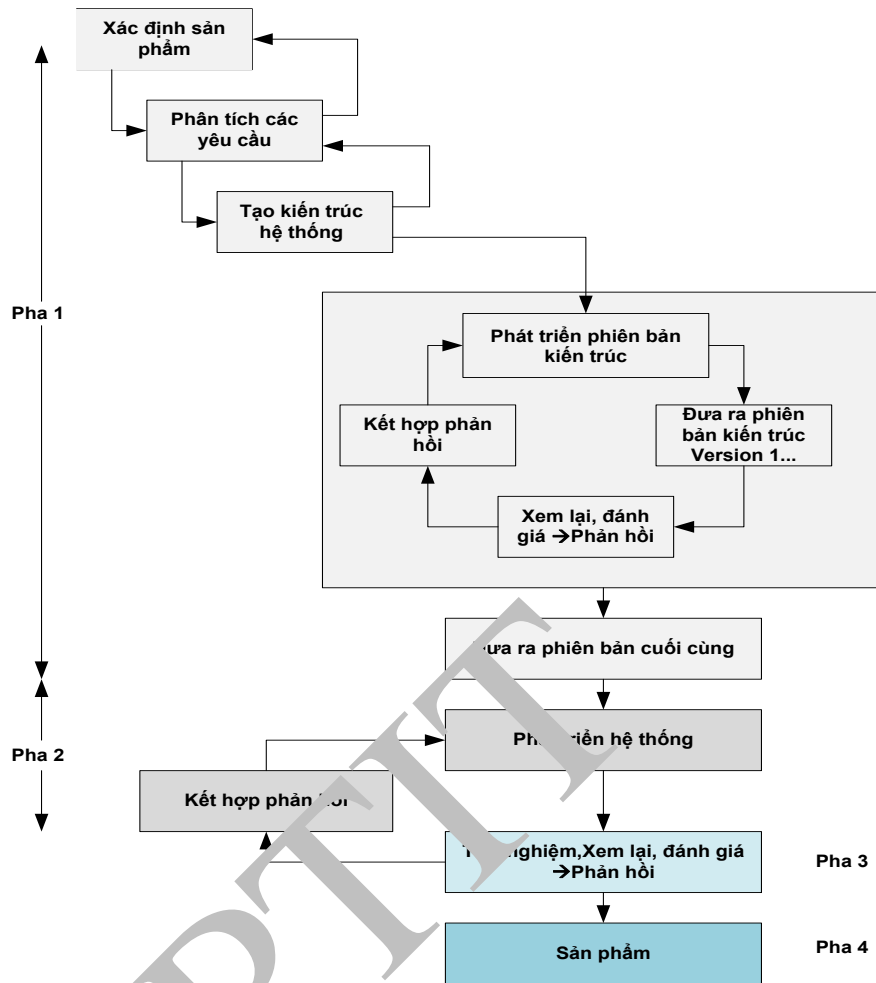 Xác định sản
phẩm
Phân tích các
yêu cầu
Tạo kiến trúc
hệ thống
Pha 1
Phát triển phiên bản
kiến trúc
Kết hợp phản
hồi
Đưa ra phiên
bản kiến trúc
Version 1...
Xem lại, đánh
giá →Phản hồi
ra phiên bản cuối cùng
Pha 2
hệ thống
Kết hợp phản
nghiệm,Xem lại, đánh giá
→Phản hồi
Pha 3
Sản phẩm
Pha 4
PTIT